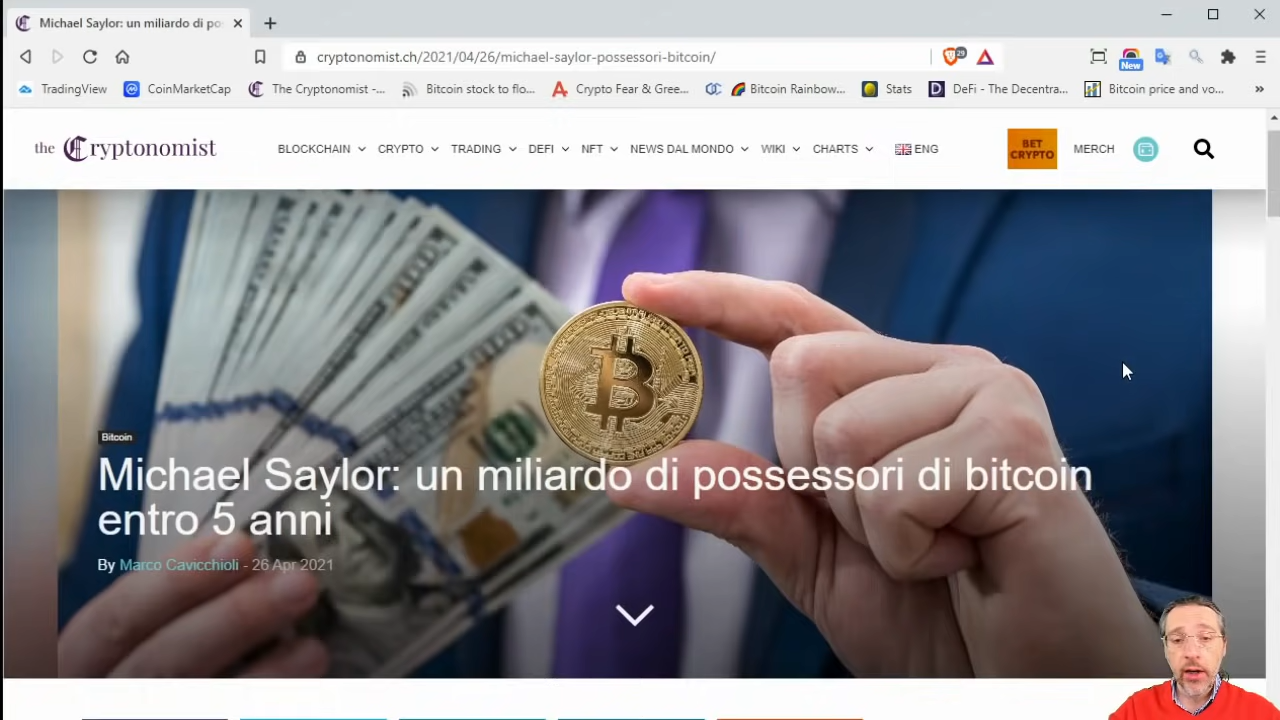 Michael Saylor: un miliardo di po
cryptonomist.ch/2021/04/26/michael-saylor-possessori-bitcoin/
29
New
TradingView
CoinMarketCap
The Cryptonomist -...
Bitcoin stock to flo...
Crypto Fear & Gree...
Bitcoin Rainbow...
Stats
DeFi - The Decentra...
Bitcoin price and vo...
»
the Cryptonomist
BLOCKCHAIN
CRYPTO
TRADING
DEFI
NFT
NEWS DAL MONDO
WIKI
CHARTS
ENG
BET
CRYPTO
MERCH
Bitcoin
Michael Saylor: un miliardo di possessori di bitcoin
entro 5 anni
By Marco Cavicchioli - 26 Apr 2021